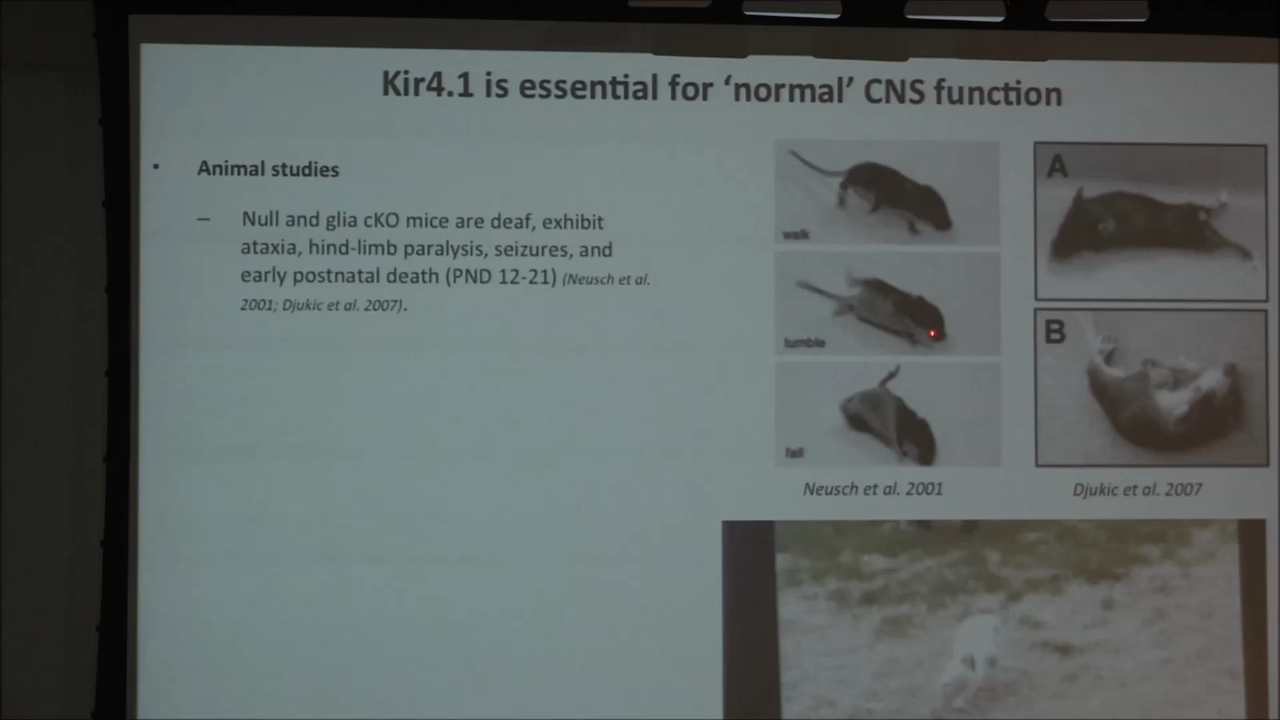 Kir4.1 is essential for ‘normal’ CNS function
• Animal studies
– Null and glia cKO mice are deaf, exhibit
ataxia, hind-limb paralysis, seizures, and
early postnatal death (PND 12-21) (Neusch et al.
2001; Djukic et al. 2007).
walk
tumble
fall
Neusch et al. 2001
A
B
Djukic et al. 2007